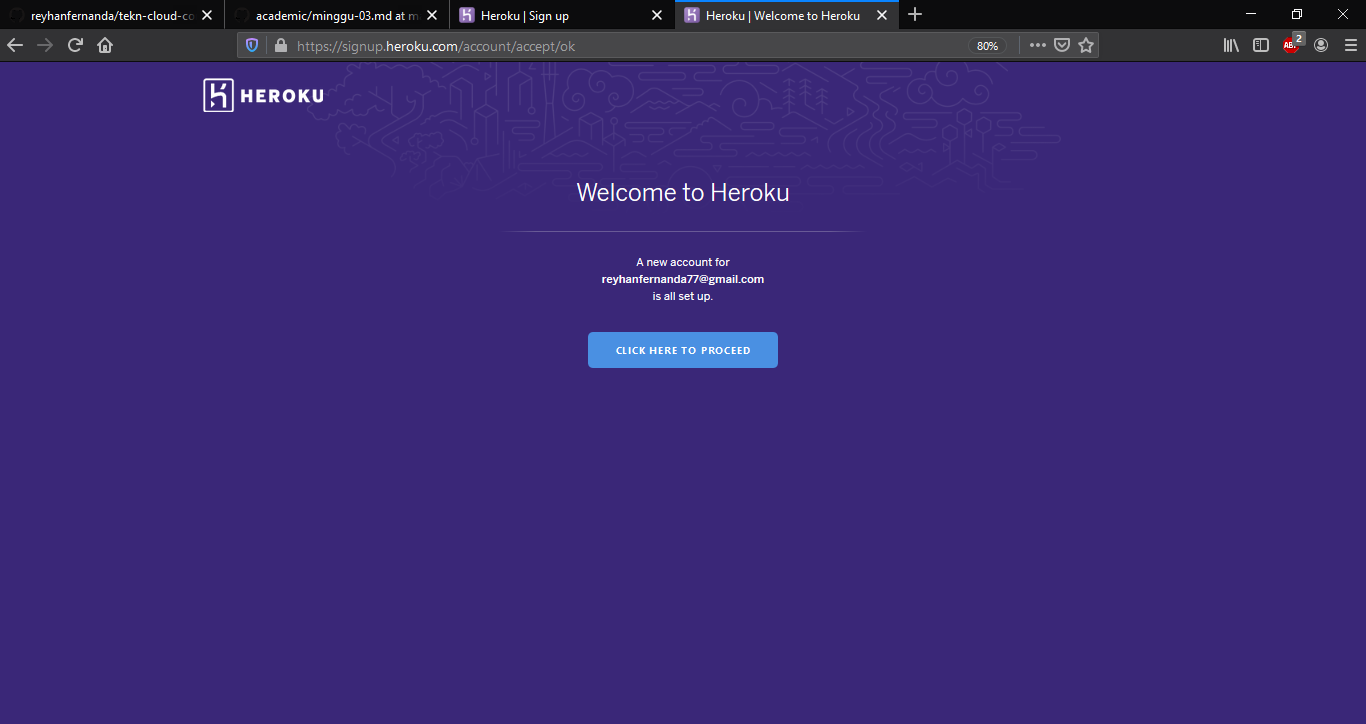 reyhanfernanda/tekn-cloud-co
academic/minggu-03.md at m
Heroku | Sign up
Heroku | Welcome to Heroku
https://signup.heroku.com/account/accept/ok
80%
ABP
2
HEROKU
Welcome to Heroku
A new account for
reyhanfernanda77@gmail.com
is all set up.
CLICK HERE TO PROCEED